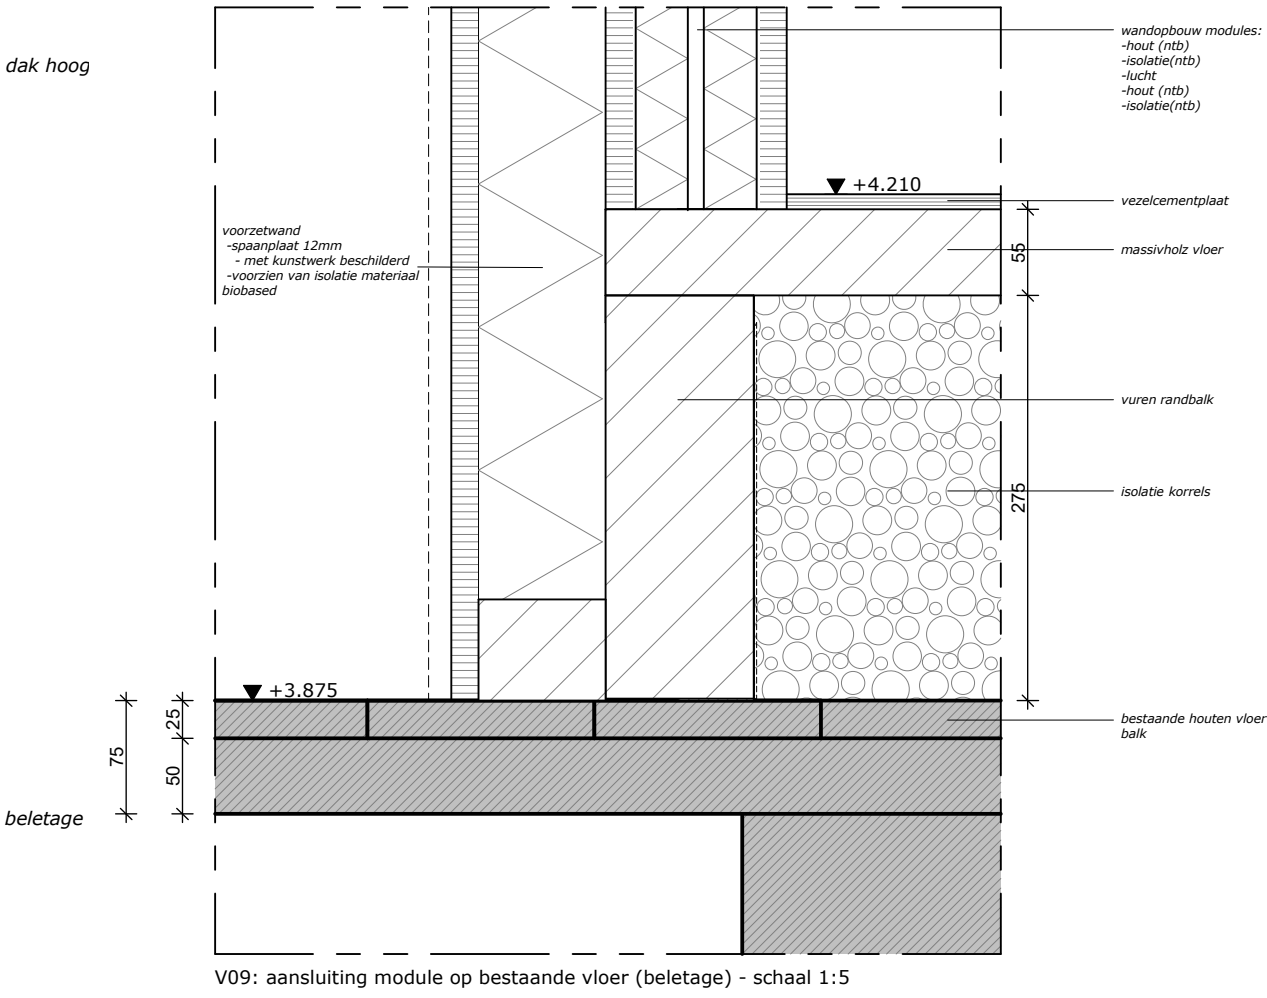 wandopbouw modules:
-hout (ntb)
-isolatie(ntb)
-lucht
-hout (ntb)
-isolatie(ntb)
dak hoog
+4.210
vezelcementplaat
voorzetwand
-spaanplaat 12mm
- met kunstwerk beschilderd
-voorzien van isolatie materiaal
biobased
55
massivholz vloer
vuren randbalk
275
isolatie korrels
+3.875
25
bestaande houten vloer
balk
75
50
beletage
V09: aansluiting module op bestaande vloer (beletage) - schaal 1:5